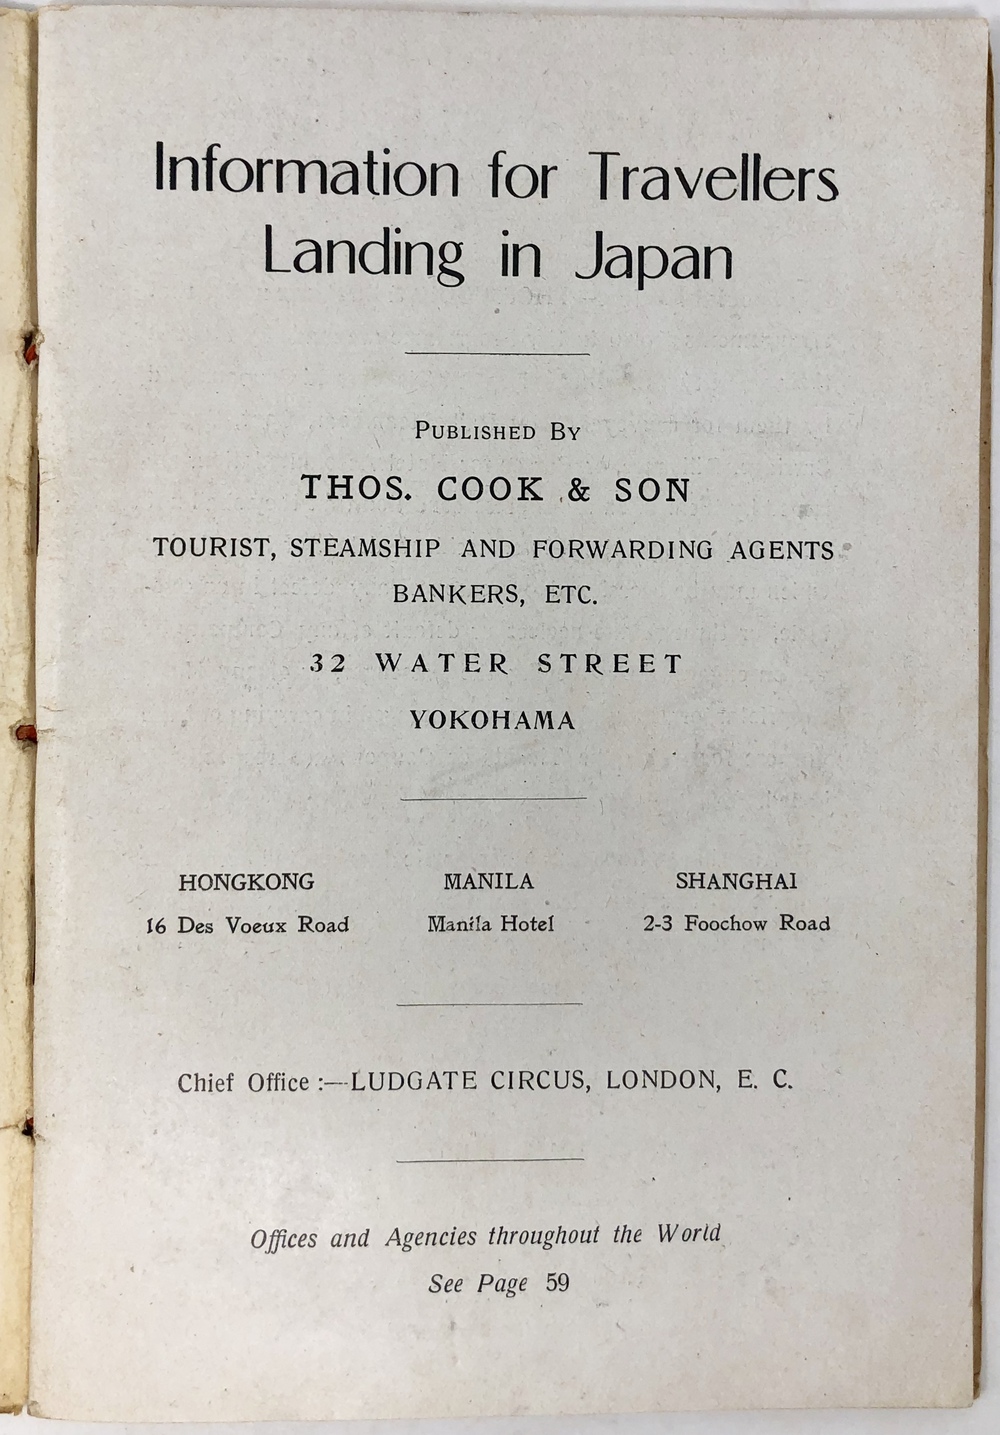 Information for Travellers
Landing in Japan
Published By
THOS. COOK & SON
TOURIST, STEAMSHIP AND FORWARDING AGENTS
BANKERS, ETC.
32 WATER STREET
YOKOHAMA
HONGKONG MANILA SHANGHAI
16 Des Voeux Road Manila Hotel 2-3 Foochow Road
Chief Office :—LUDGATE CIRCUS, LONDON, E. C.
Offices and Agencies throughout the World
See Page 59